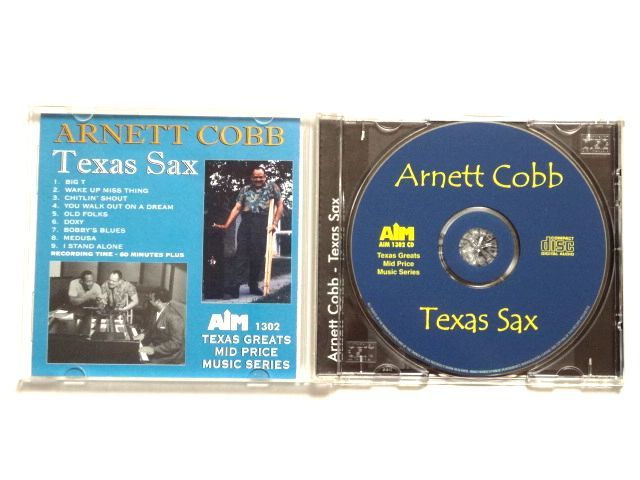 ARNETT COBB
Texas Sax
1. BIG T
2. WAKE UP MISS THING
3. CHITLIN' SHOUT
4. YOU WALK OUT ON A DREAM
5. OLD FOLKS
6. DOXY
7. BOBBY'S BLUES
8. MEDUSA
9. I STAND ALONE
RECORDING TIME - 60 MINUTES PLUS
AIM 1302
TEXAS GREATS
MID PRICE
MUSIC SERIES
Arnett Cobb - Texas Sax
Arnett Cobb
AIM
AIM 1302 CD
Texas Greats
Mid Price
Music Series
COMPACT
disc
DIGITAL AUDIO
Texas Sax